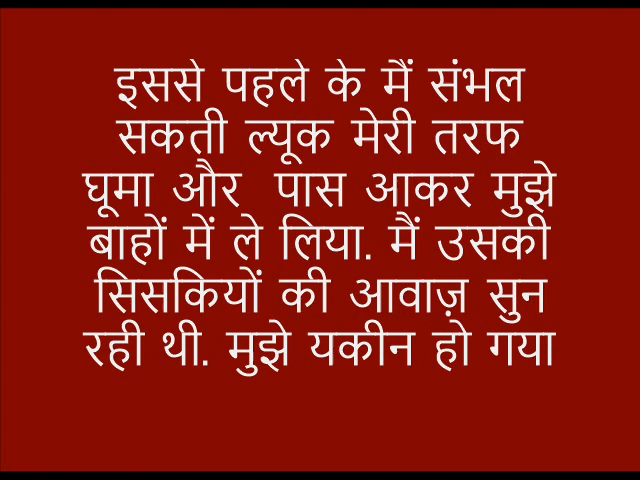 इससे पहले के मैं संभल
सकती ल्यूक मेरी तरफ
घूमा और  पास आकर मुझे
बाहों में ले लिया. मैं उसकी
सिसकियों की आवाज़ सुन
रही थी. मुझे यकीन हो गया